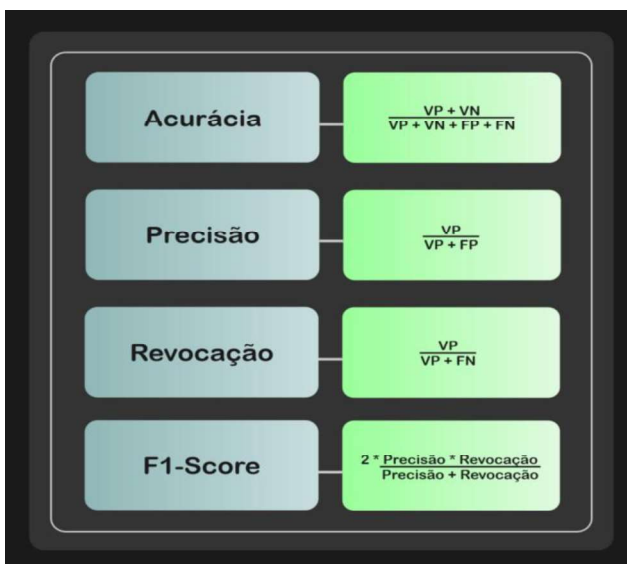 Acurácia
VP + VN
VP + VN + FP + FN
Precisão
VP
VP + FP
Revocação
VP
VP + FN
F1-Score
2 * Precisão * Revocação
Precisão + Revocação